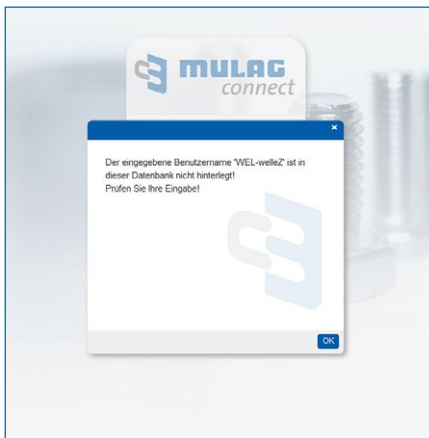 MULAG
connect
Der eingegebene Benutzername 'WEL-welleZ' ist in
dieser Datenbank nicht hinterlegt!
Prüfen Sie Ihre Eingabe!
OK